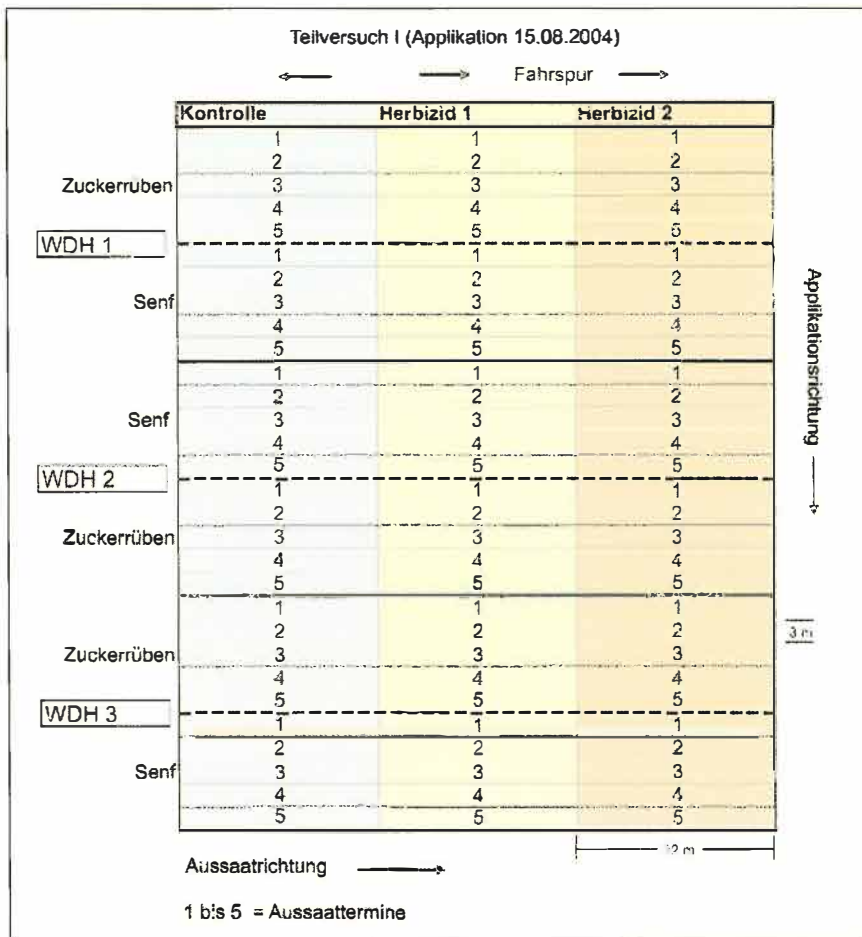 Teilversuch I (Applikation 15.08.2004)
Fahrspur
Kontrolle Herbizid 1 Herbizid 2
1 1 1
2 2 2
Zuckerruben 3 3 3
4 4 4
5 5 5
WDH 1
1 1 1
2 2 2
Senf 3 3 3
4 4 4
5 5 5
1 1 1
2 2 2
Senf 3 3 3
4 4 4
5 5 5
WDH 2
1 1 1
2 2 2
Zuckerrüben 3 3 3
4 4 4
5 5 5
1 1 1
2 2 2
Zuckerrüben 3 3 3
4 4 4
5 5 5
WDH 3
1 1 1
2 2 2
Senf 3 3 3
4 4 4
5 5 5
Applikationsrichtung
3 m
Aussaatrichtung
1 bis 5 = Aussaattermine